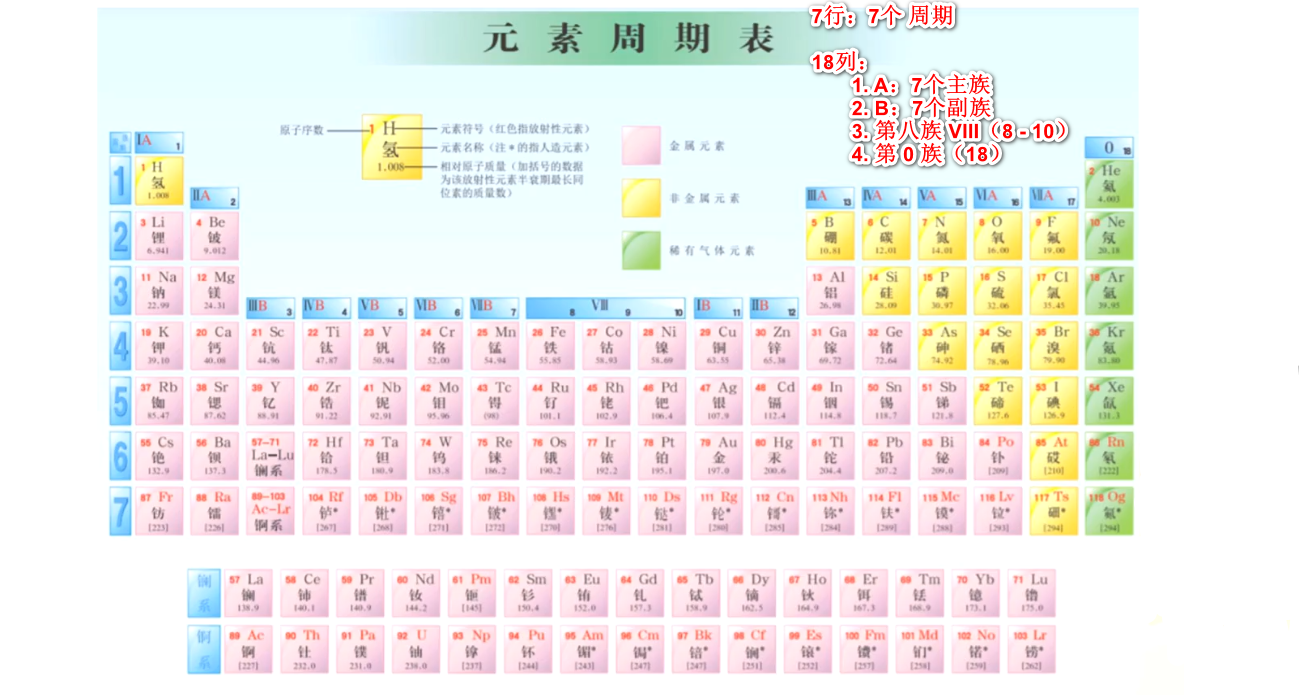 元素周期表
7行：7个 周期
18列：
1. A：7个主族
2. B：7个副族
3. 第八族 VIII（8 - 10）
4. 第 0 族（18）
原子序数
1 H
氢
1.008
元素符号（红色指放射性元素）
元素名称（注*的指人造元素）
相对原子质量（加括号的数据
为该放射性元素半衰期最长同
位素的质量数）
金属元素
非金属元素
稀有气体元素
ⅠA 1
0 18
1
1 H
氢
1.008
2 He
氦
4.003
ⅡA 2
ⅢA 13 ⅣA 14 ⅤA 15 ⅥA 16 ⅦA 17
2
3 Li 4 Be 5 B 6 C 7 N 8 O 9 F 10 Ne
锂 铍 硼 碳 氮 氧 氟 氖
6.941 9.012 10.81 12.01 14.01 16.00 19.00 20.18
3
11 Na 12 Mg 13 Al 14 Si 15 P 16 S 17 Cl 18 Ar
钠 镁 铝 硅 磷 硫 氯 氩
22.99 24.31 26.98 28.09 30.97 32.06 35.45 39.95
ⅢB 3 ⅣB 4 ⅤB 5 ⅥB 6 ⅦB 7 Ⅷ 8 9 10 ⅠB 11 ⅡB 12
4
19 K 20 Ca 21 Sc 22 Ti 23 V 24 Cr 25 Mn 26 Fe 27 Co 28 Ni 29 Cu 30 Zn 31 Ga 32 Ge 33 As 34 Se 35 Br 36 Kr
钾 钙 钪 钛 钒 铬 锰 铁 钴 镍 铜 锌 镓 锗 砷 硒 溴 氪
39.10 40.08 44.96 47.87 50.94 52.00 54.94 55.85 58.93 58.69 63.55 65.38 69.72 72.64 74.92 78.96 79.90 83.80
5
37 Rb 38 Sr 39 Y 40 Zr 41 Nb 42 Mo 43 Tc 44 Ru 45 Rh 46 Pd 47 Ag 48 Cd 49 In 50 Sn 51 Sb 52 Te 53 I 54 Xe
铷 锶 钇 锆 铌 钼 锝 钌 铑 钯 银 镉 铟 锡 锑 碲 碘 氙
85.47 87.62 88.91 91.22 92.91 95.96 (98) 101.1 102.9 106.4 107.9 112.4 114.8 118.7 121.8 127.6 126.9 131.3
6
55 Cs 56 Ba 57-71 72 Hf 73 Ta 74 W 75 Re 76 Os 77 Ir 78 Pt 79 Au 80 Hg 81 Tl 82 Pb 83 Bi 84 Po 85 At 86 Rn
铯 钡 La-Lu 铪 钽 钨 铼 锇 铱 铂 金 汞 铊 铅 铋 钋 砹 氡
132.9 137.3 镧系 178.5 180.9 183.8 186.2 190.2 192.2 195.1 197.0 200.6 204.4 207.2 209.0 [209] [210] [222]
7
87 Fr 88 Ra 89-103 104 Rf 105 Db 106 Sg 107 Bh 108 Hs 109 Mt 110 Ds 111 Rg 112 Cn 113 Nh 114 Fl 115 Mc 116 Lv 117 Ts 118 Og
钫 镭 Ac-Lr 𬬻* 𬭊* 𬭳* 𬭛* 𬭶* 鿏* 𫟼* 𬬭* 鿔* 鿭* 𫓧* 镆* 𫟷* 鿬* 鿫*
[223] [226] 锕系 [267] [268] [271] [272] [270] [276] [281] [280] [285] [284] [289] [288] [293] [294] [294]
镧系
57 La 58 Ce 59 Pr 60 Nd 61 Pm 62 Sm 63 Eu 64 Gd 65 Tb 66 Dy 67 Ho 68 Er 69 Tm 70 Yb 71 Lu
镧 铈 镨 钕 钷 钐 铕 钆 铽 镝 钬 铒 铥 镱 镥
138.9 140.1 140.9 144.2 [145] 150.4 152.0 157.3 158.9 162.5 164.9 167.3 168.9 173.1 175.0
锕系
89 Ac 90 Th 91 Pa 92 U 93 Np 94 Pu 95 Am 96 Cm 97 Bk 98 Cf 99 Es 100 Fm 101 Md 102 No 103 Lr
锕 钍 镤 铀 镎 钚 镅* 锔* 锫* 锎* 锿* 镄* 钔* 锘* 铹*
[227] 232.0 231.0 238.0 [237] [244] [243] [247] [247] [251] [252] [257] [258] [259] [262]